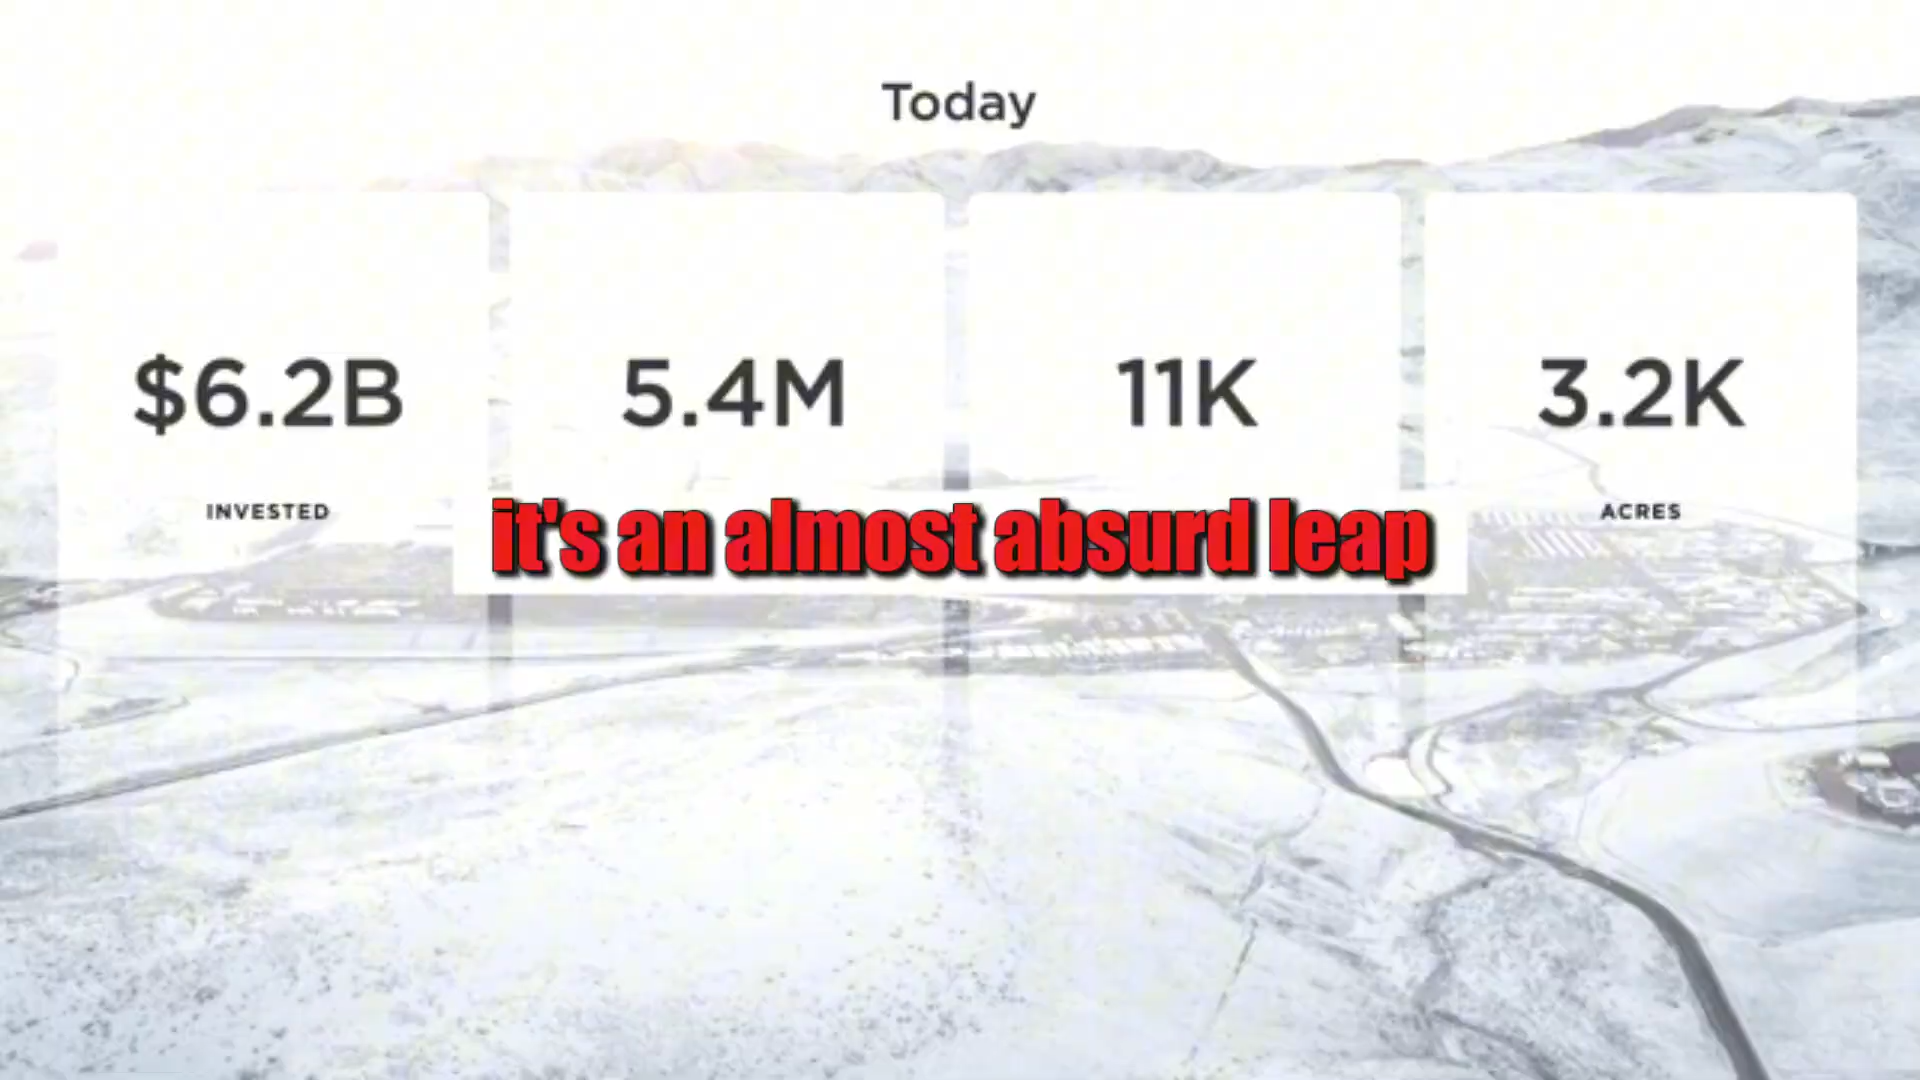 Today
$6.2B
5.4M
11K
3.2K
INVESTED
ACRES
it's an almost absurd leap